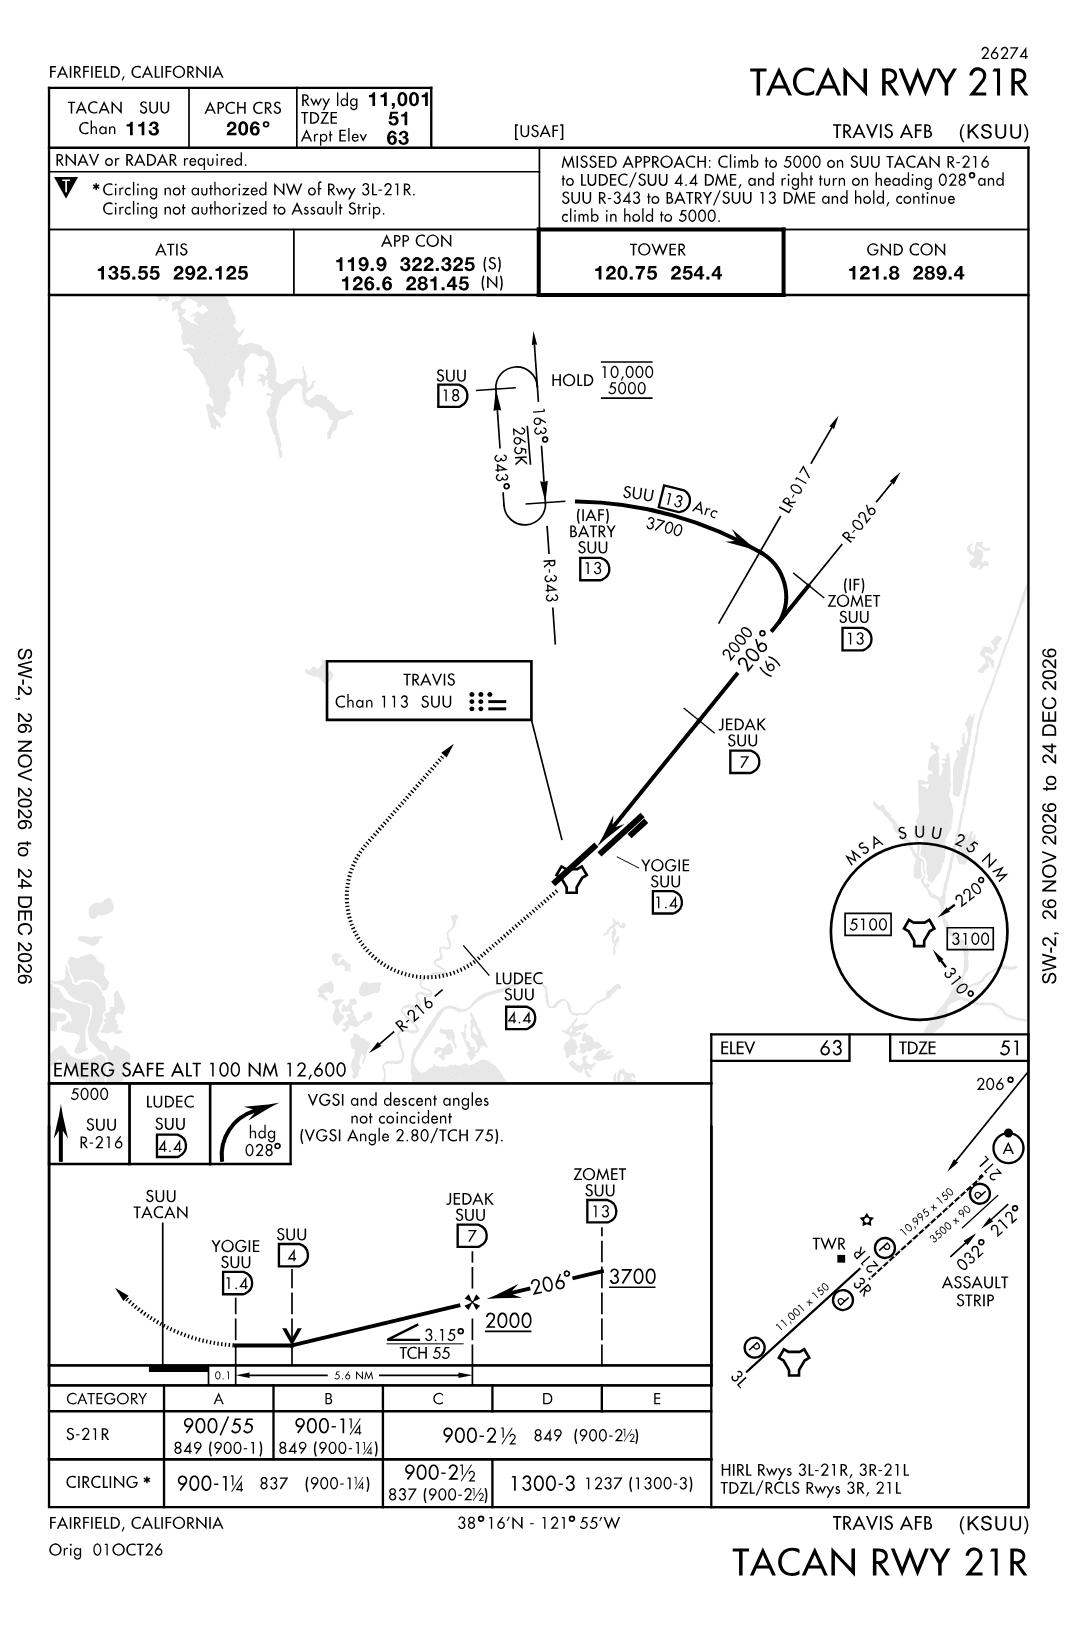 26274
FAIRFIELD, CALIFORNIA
TACAN RWY 21R
TACAN SUU
Chan 113
APCH CRS
206°
Rwy ldg 11,001
TDZE 51
Arpt Elev 63
[USAF]
TRAVIS AFB (KSUU)
RNAV or RADAR required.
T
*Circling not authorized NW of Rwy 3L-21R.
Circling not authorized to Assault Strip.
MISSED APPROACH: Climb to 5000 on SUU TACAN R-216
to LUDEC/SUU 4.4 DME, and right turn on heading 028° and
SUU R-343 to BATRY/SUU 13 DME and hold, continue
climb in hold to 5000.
ATIS
135.55 292.125
APP CON
119.9 322.325 (S)
126.6 281.45 (N)
TOWER
120.75 254.4
GND CON
121.8 289.4
SUU
18
HOLD
10,000
5000
163°
265K
343°
SUU 13 Arc
3700
LR-017
R-026
(IAF)
BATRY
SUU
13
R-343
(IF)
ZOMET
SUU
13
2000
206°
(6)
TRAVIS
Chan 113 SUU
JEDAK
SUU
7
YOGIE
SUU
1.4
LUDEC
SUU
4.4
R-216
MSA SUU 25 NM
220°
5100
3100
310°
SW-2, 26 NOV 2026 to 24 DEC 2026
SW-2, 26 NOV 2026 to 24 DEC 2026
EMERG SAFE ALT 100 NM 12,600
ELEV 63
TDZE 51
5000
SUU
R-216
LUDEC
SUU
4.4
hdg
028°
VGSI and descent angles
not coincident
(VGSI Angle 2.80/TCH 75).
SUU
TACAN
YOGIE
SUU
1.4
SUU
4
JEDAK
SUU
7
ZOMET
SUU
13
206°
3700
2000
3.15°
TCH 55
0.1
5.6 NM
206°
A
21L
P
10,995 x 150
3500 x 90
032°
212°
ASSAULT
STRIP
TWR
P
21R
3R
P
11,001 x 150
P
3L
HIRL Rwys 3L-21R, 3R-21L
TDZL/RCLS Rwys 3R, 21L
CATEGORY A B C D E
S-21R
900/55
849 (900-1)
900-1¼
849 (900-1¼)
900-2½ 849 (900-2½)
CIRCLING *
900-1¼ 837 (900-1¼)
900-2½
837 (900-2½)
1300-3 1237 (1300-3)
FAIRFIELD, CALIFORNIA
Orig 01OCT26
38°16'N - 121°55'W
TRAVIS AFB (KSUU)
TACAN RWY 21R